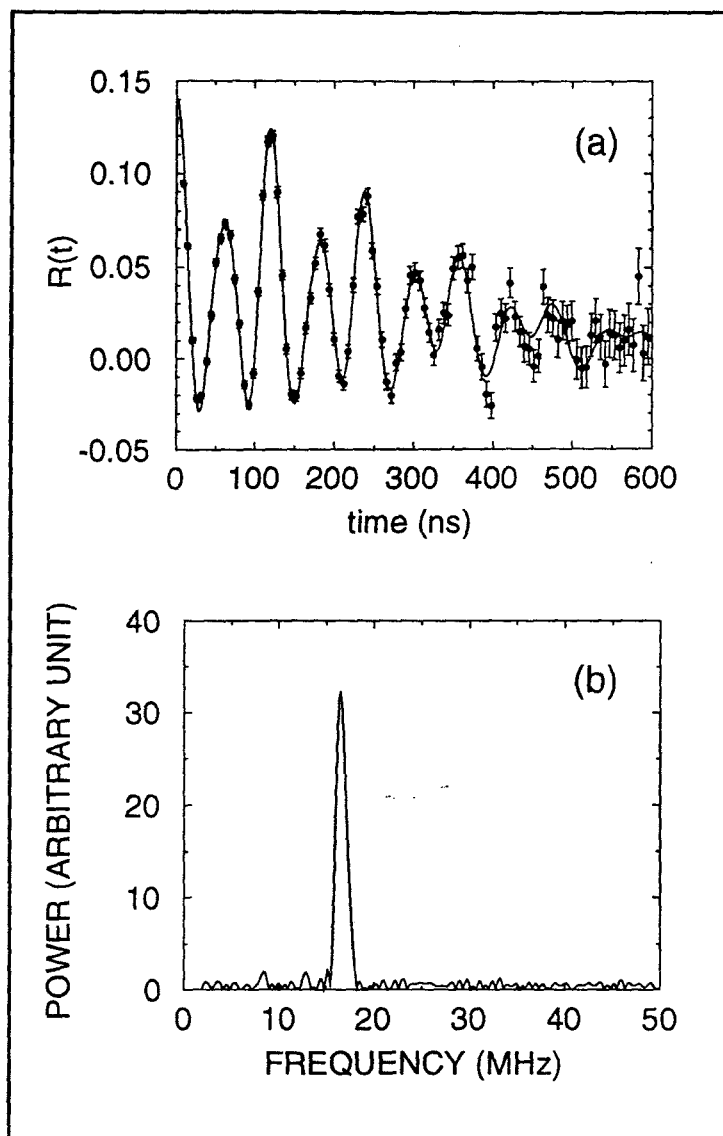 0.15
(a)
0.10
R(t)
0.05
0.00
-0.05
0 100 200 300 400 500 600
time (ns)
40
(b)
30
POWER (ARBITRARY UNIT)
20
10
0
0 10 20 30 40 50
FREQUENCY (MHz)